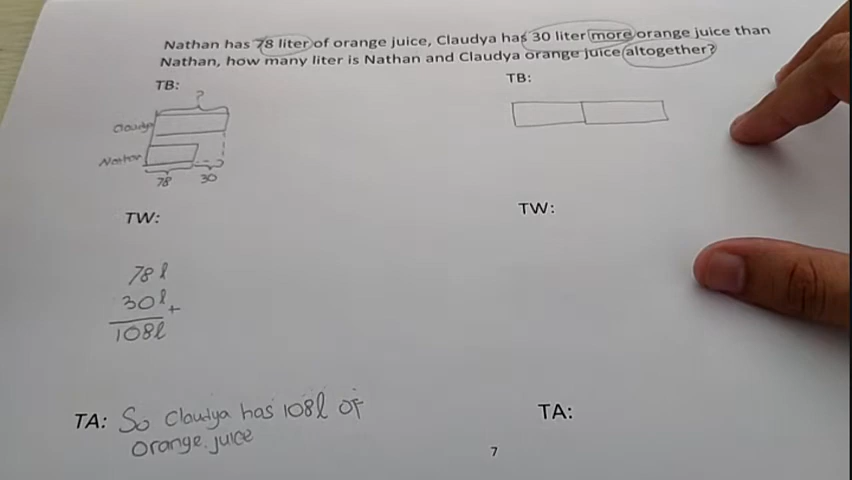 Nathan has 78 liter of orange juice, Claudya has 30 liter more orange juice than
Nathan, how many liter is Nathan and Claudya orange juice altogether?
TB:
?
Claudya
Nathan
78
30
TW:
78 l
30 l +
108 l
TA: So Claudya has 108 l of
orange juice
TB:
TW:
TA:
7